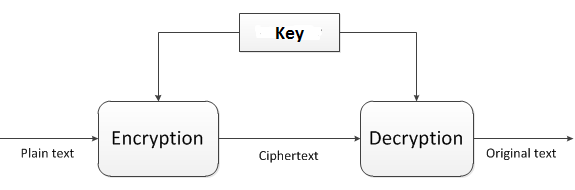 Key
Encryption
Decryption
Plain text
Ciphertext
Original text